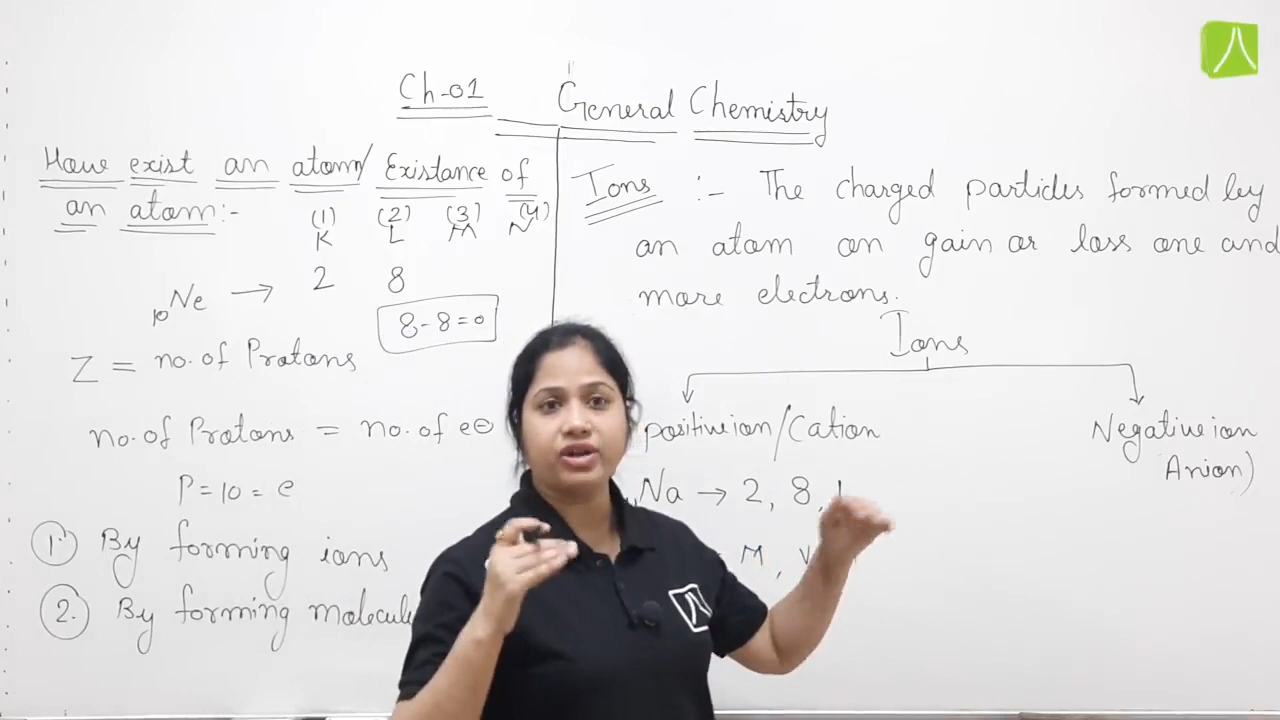 Ch-01 General Chemistry
How exist an atom/ Existance of
an atom:-
(1) (2) (3) (4)
K L M N
10Ne → 2 8
8-8=0
Z = no. of Protons
no. of Protons = no. of e⊖
P=10 = e
1. By forming ions
2. By forming molecule
Ions :- The charged particles formed by
an atom on gain or loss one and
more electrons.
Ions
positive ion/Cation
Negative ion
Anion)
Na → 2, 8,
M,